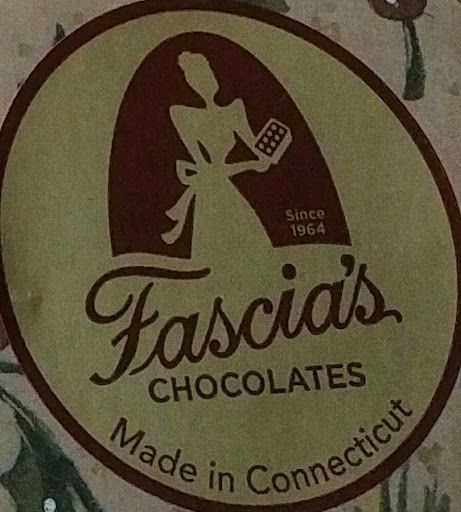 Since
1964
Fascia's
CHOCOLATES
Made in Connecticut